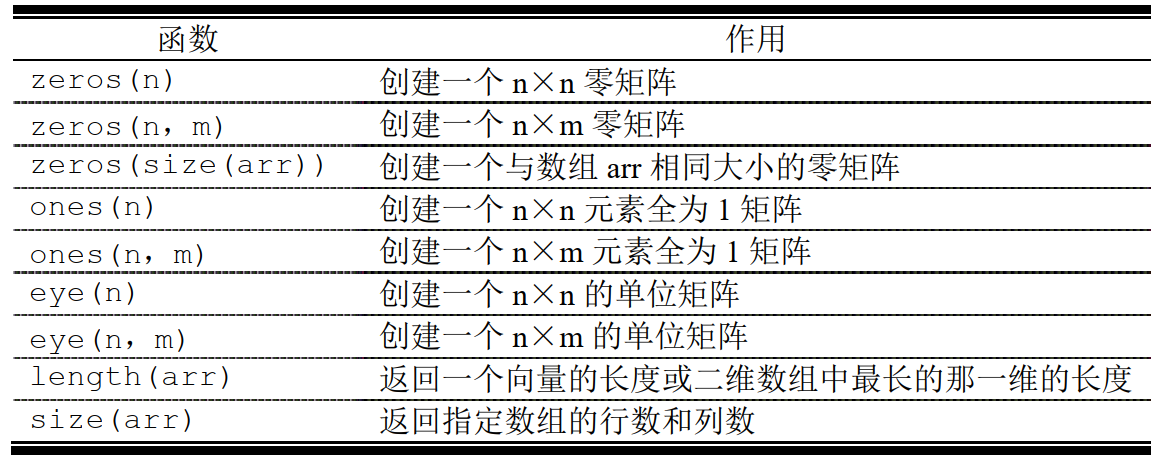 函数 作用
zeros(n) 创建一个 n×n 零矩阵
zeros(n，m) 创建一个 n×m 零矩阵
zeros(size(arr)) 创建一个与数组 arr 相同大小的零矩阵
ones(n) 创建一个 n×n 元素全为 1 矩阵
ones(n，m) 创建一个 n×m 元素全为 1 矩阵
eye(n) 创建一个 n×n 的单位矩阵
eye(n，m) 创建一个 n×m 的单位矩阵
length(arr) 返回一个向量的长度或二维数组中最长的那一维的长度
size(arr) 返回指定数组的行数和列数